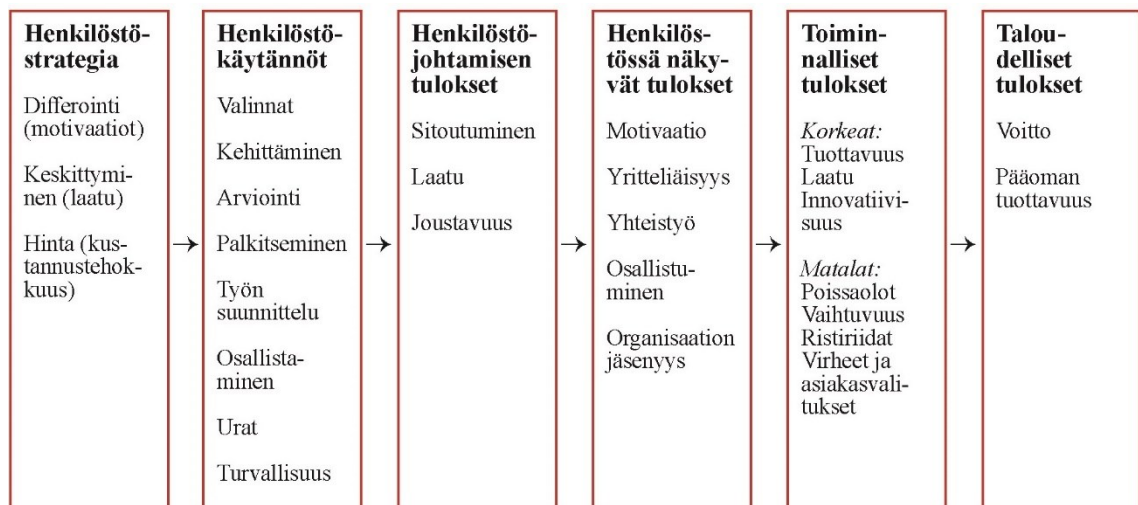 Henkilöstö-
strategia
Differointi
(motivaatiot)
Keskittymi-
nen (laatu)
Hinta (kus-
tannustehok-
kuus)
→
Henkilöstö-
käytännöt
Valinnat
Kehittäminen
Arviointi
Palkitseminen
Työn
suunnittelu
Osallista-
minen
Urat
Turvallisuus
→
Henkilöstö-
johtamisen
tulokset
Sitoutuminen
Laatu
Joustavuus
→
Henkilös-
tössä näky-
vät tulokset
Motivaatio
Yritteliäisyys
Yhteistyö
Osallistu-
minen
Organisaation
jäsenyys
→
Toimin-
nalliset
tulokset
Korkeat:
Tuottavuus
Laatu
Innovatiivi-
suus
Matalat:
Poissaolot
Vaihtuvuus
Ristiriidat
Virheet ja
asiakasvali-
tukset
→
Talou-
delliset
tulokset
Voitto
Pääoman
tuottavuus